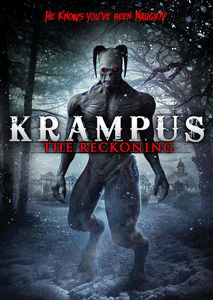 He Knows You've Been Naughty
KRAMPUS
THE RECKONING